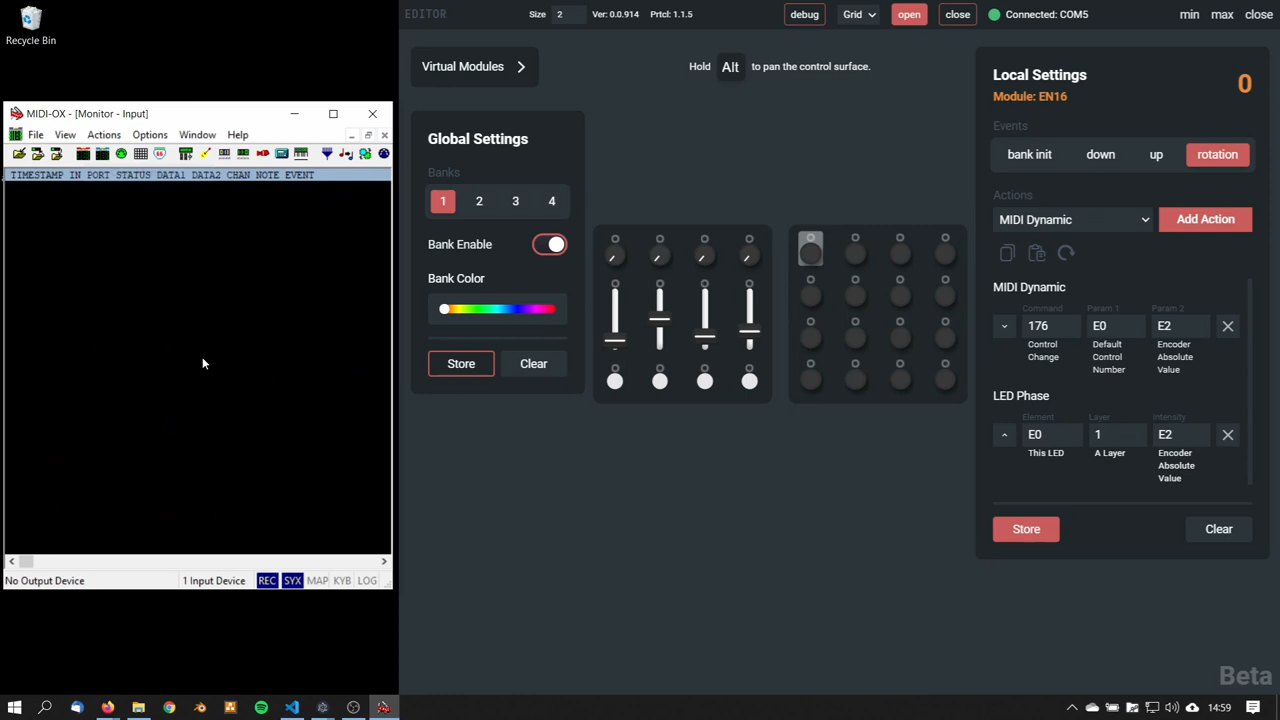 Recycle Bin
MIDI-OX - [Monitor - Input]
File View Actions Options Window Help
TIMESTAMP IN PORT STATUS DATA1 DATA2 CHAN NOTE EVENT
No Output Device
1 Input Device
REC SYX MAP KYB LOG
EDITOR
Size 2 Ver: 0.0.914 Prtcl: 1.1.5
debug
Grid
open
close
Connected: COM5
min max close
Virtual Modules
Hold Alt to pan the control surface.
Global Settings
Banks
1 2 3 4
Bank Enable
Bank Color
Store Clear
Local Settings
0
Module: EN16
Events
bank init down up rotation
Actions
MIDI Dynamic
Add Action
MIDI Dynamic
Command Param 1 Param 2
176 E0 E2
Control Change
Default Control Number
Encoder Absolute Value
LED Phase
Element Layer Intensity
E0 1 E2
This LED
A Layer
Encoder Absolute Value
Store Clear
Beta
14:59